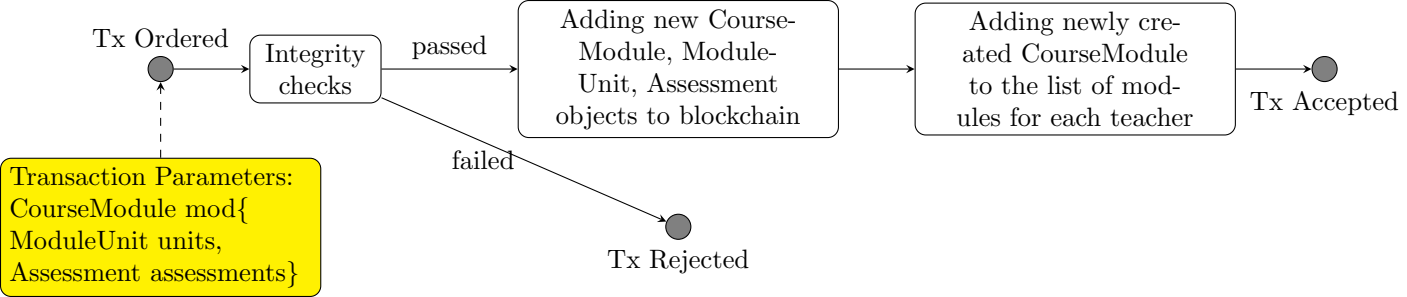 Tx Ordered
Integrity
checks
passed
Adding new Course-
Module, Module-
Unit, Assessment
objects to blockchain
Adding newly cre-
ated CourseModule
to the list of mod-
ules for each teacher
Tx Accepted
failed
Tx Rejected
Transaction Parameters:
CourseModule mod{
ModuleUnit units,
Assessment assessments}